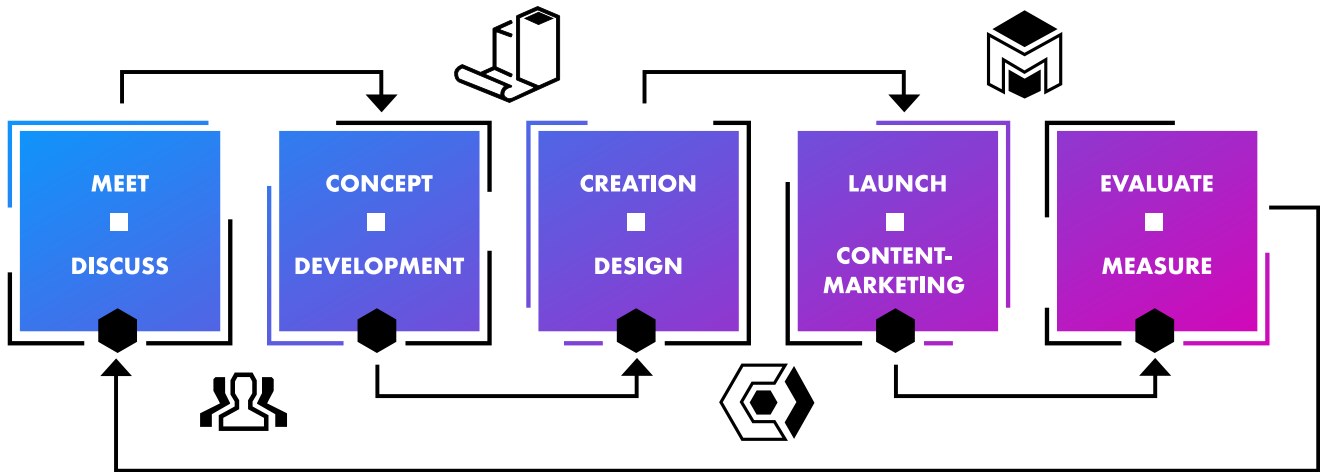 MEET
DISCUSS
CONCEPT
DEVELOPMENT
CREATION
DESIGN
LAUNCH
CONTENT-
MARKETING
EVALUATE
MEASURE